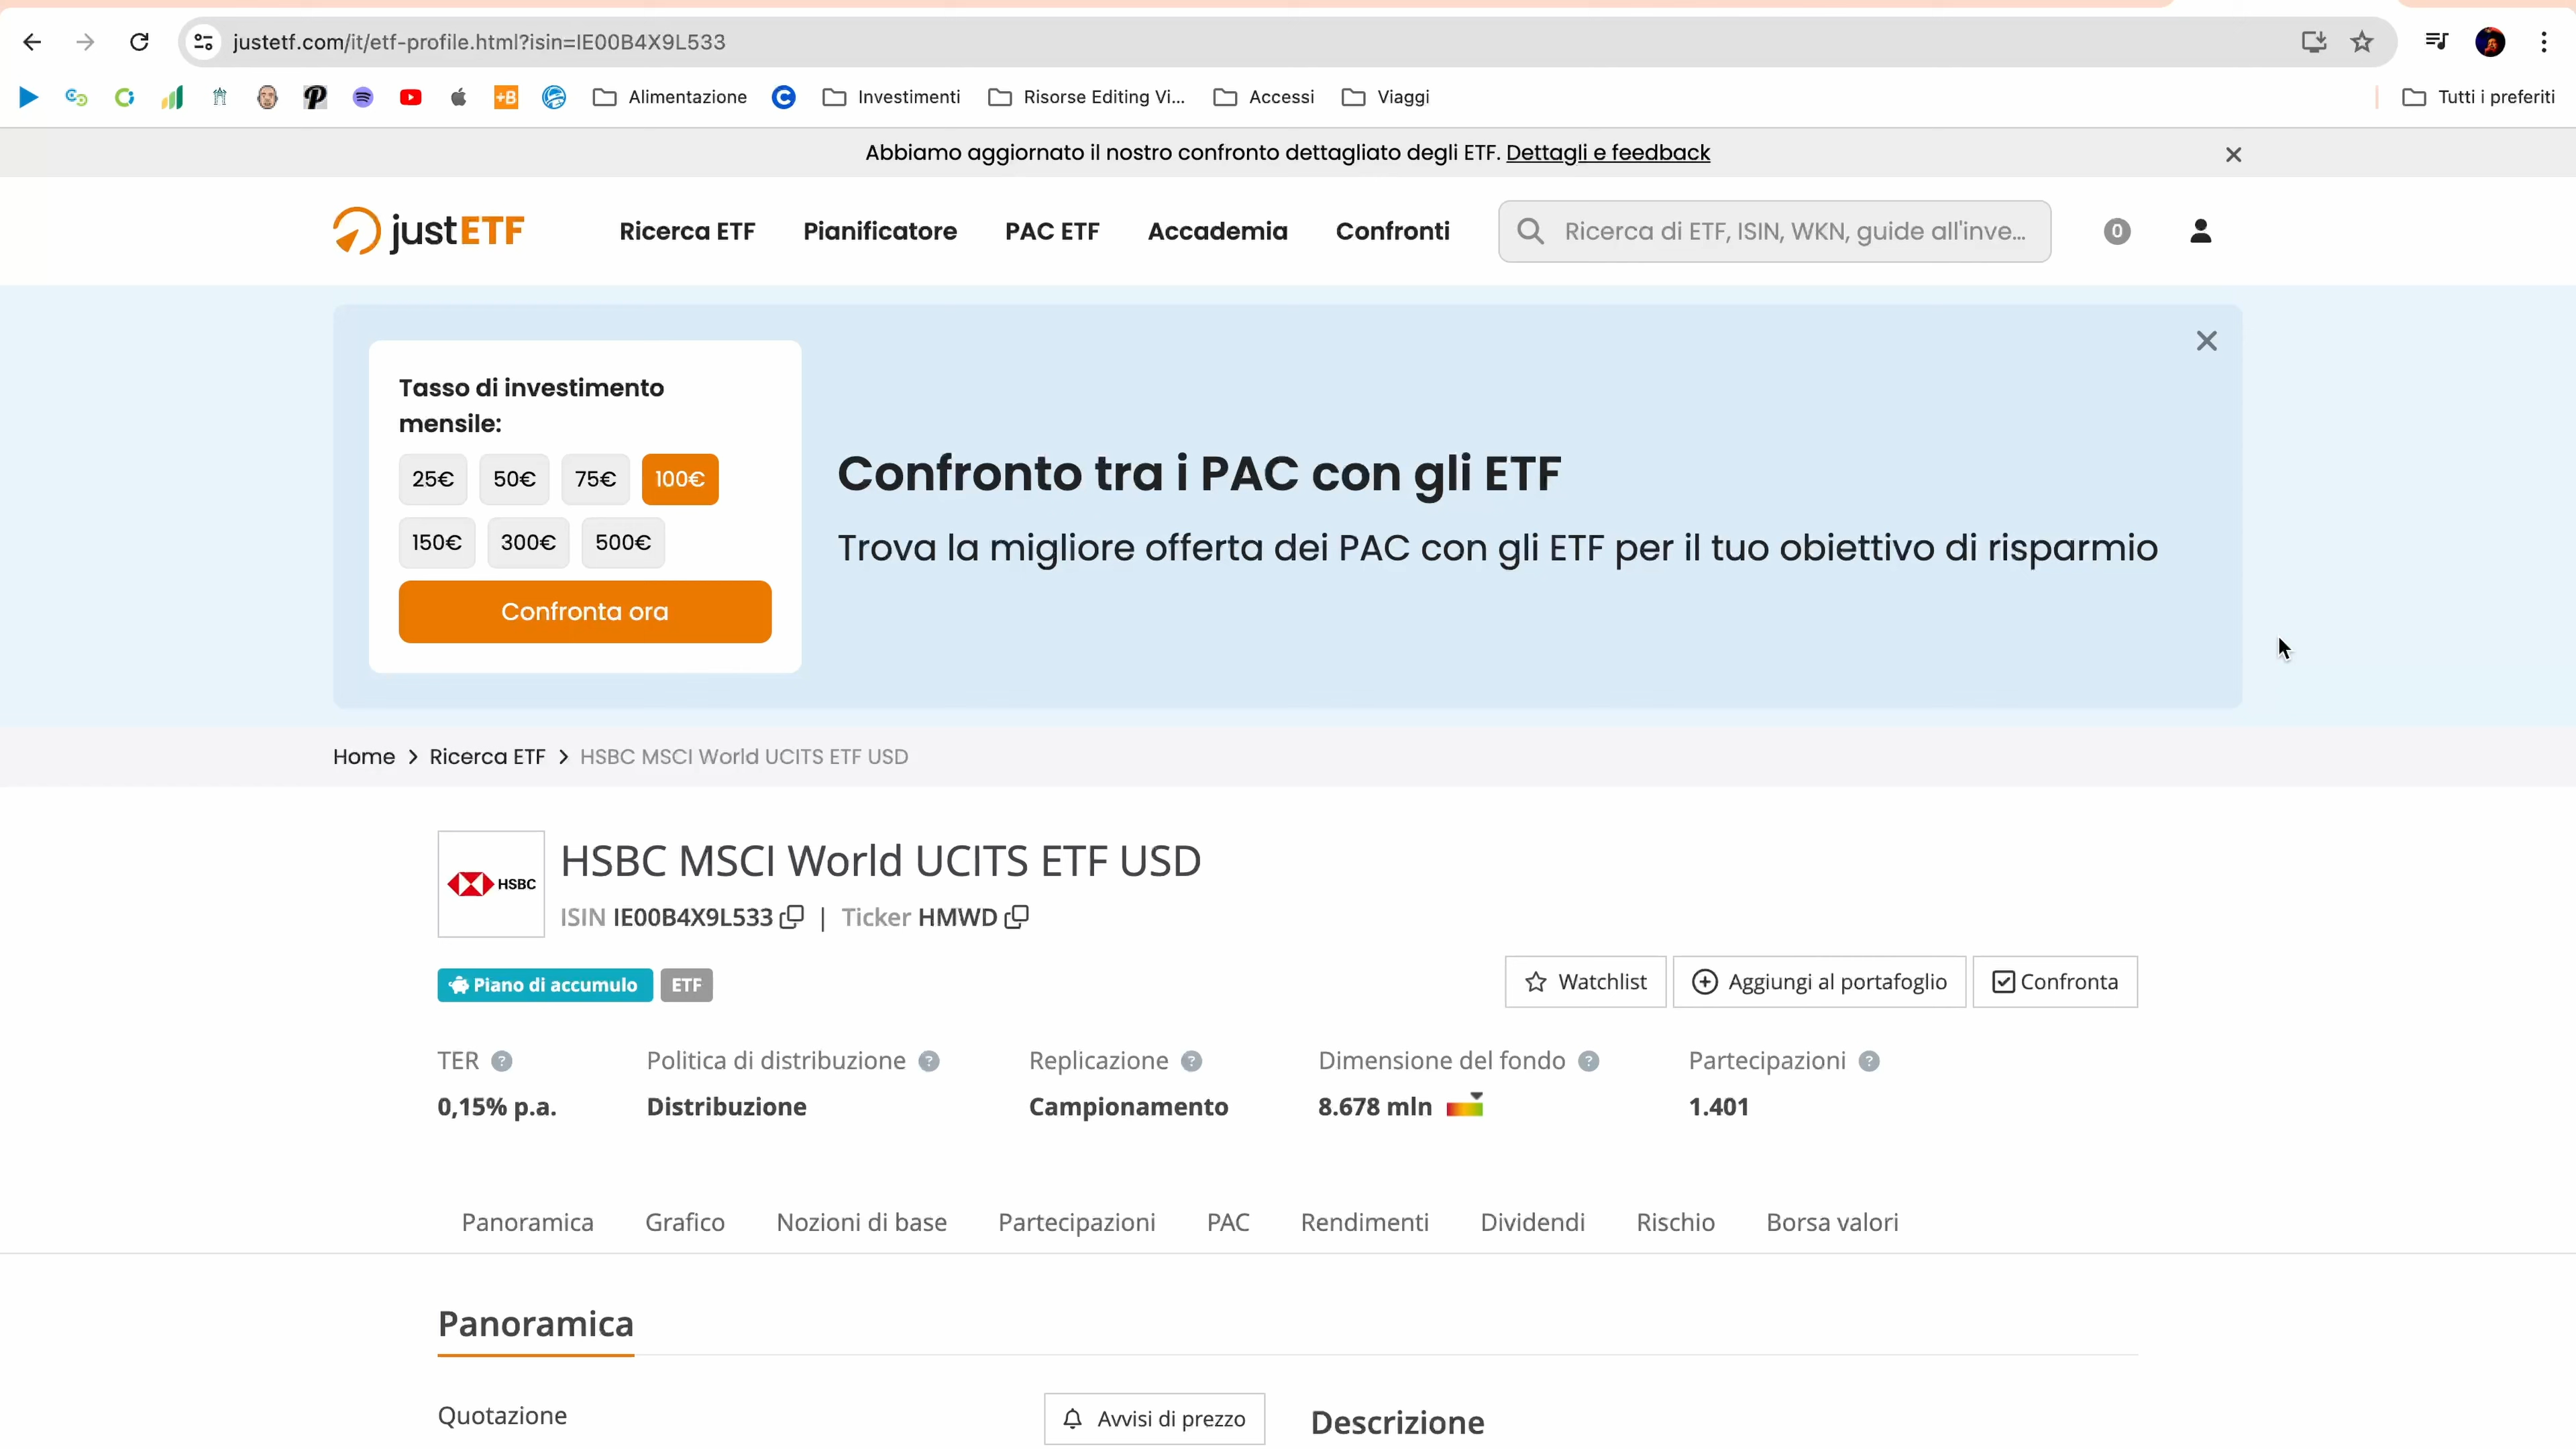 justetf.com/it/etf-profile.html?isin=IE00B4X9L533
+B Alimentazione C Investimenti Risorse Editing Vi... Accessi Viaggi Tutti i preferiti
Abbiamo aggiornato il nostro confronto dettagliato degli ETF. Dettagli e feedback
justETF Ricerca ETF Pianificatore PAC ETF Accademia Confronti Ricerca di ETF, ISIN, WKN, guide all'inve... 0
Tasso di investimento
mensile:
25€ 50€ 75€ 100€
150€ 300€ 500€
Confronta ora
Confronto tra i PAC con gli ETF
Trova la migliore offerta dei PAC con gli ETF per il tuo obiettivo di risparmio
Home > Ricerca ETF > HSBC MSCI World UCITS ETF USD
HSBC
HSBC MSCI World UCITS ETF USD
ISIN IE00B4X9L533 | Ticker HMWD
Piano di accumulo ETF
Watchlist Aggiungi al portafoglio Confronta
TER ? Politica di distribuzione ? Replicazione ? Dimensione del fondo ? Partecipazioni ?
0,15% p.a. Distribuzione Campionamento 8.678 mln 1.401
Panoramica Grafico Nozioni di base Partecipazioni PAC Rendimenti Dividendi Rischio Borsa valori
Panoramica
Quotazione Avvisi di prezzo Descrizione